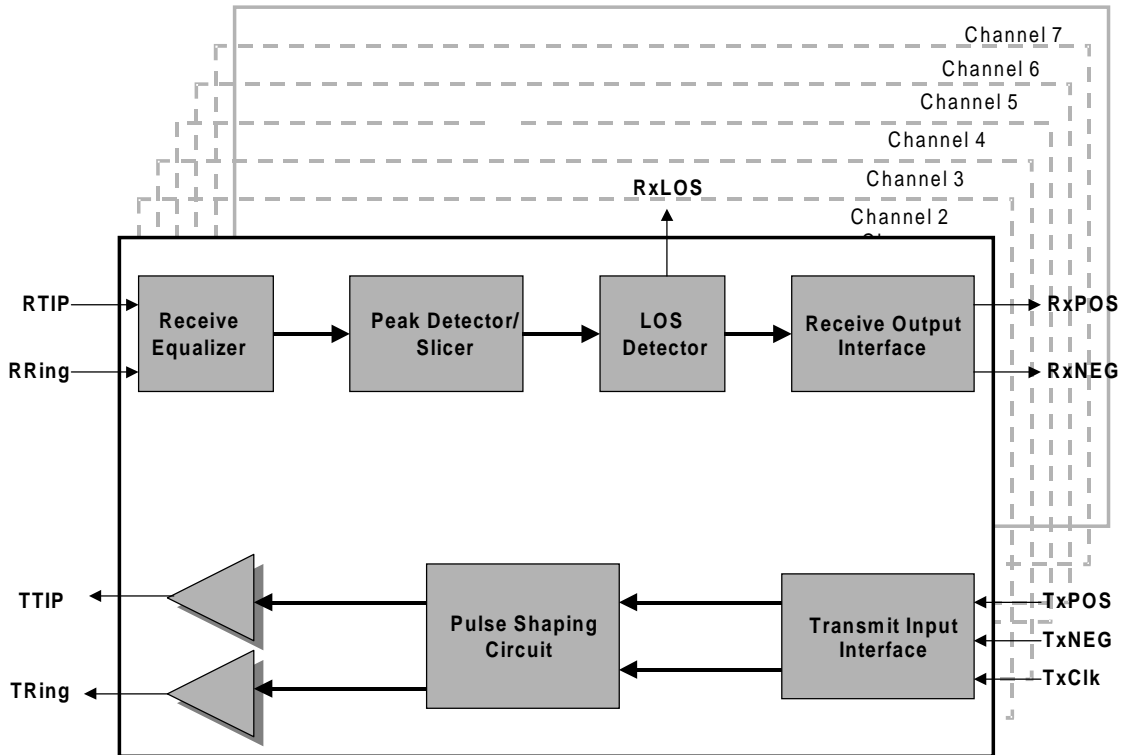 Channel 7
Channel 6
Channel 5
Channel 4
Channel 3
Channel 2
RxLOS
RTIP
RRing
Receive
Equalizer
Peak Detector/
Slicer
LOS
Detector
Receive Output
Interface
RxPOS
RxNEG
TTIP
TRing
Pulse Shaping
Circuit
Transmit Input
Interface
TxPOS
TxNEG
TxClk